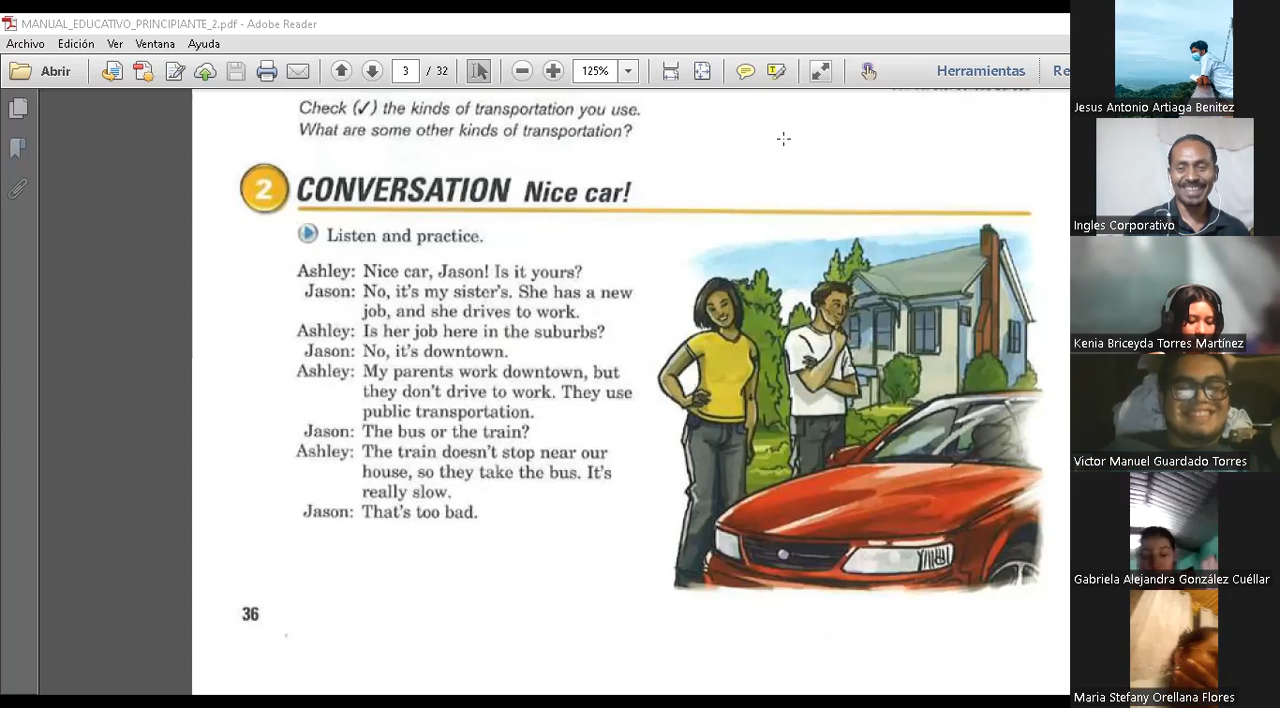 MANUAL_EDUCATIVO_PRINCIPIANTE_2.pdf - Adobe Reader
Archivo Edición Ver Ventana Ayuda
Abrir 3 / 32 125% Herramientas Re
Check (✓) the kinds of transportation you use.
What are some other kinds of transportation?
2 CONVERSATION Nice car!
Listen and practice.
Ashley: Nice car, Jason! Is it yours?
Jason: No, it's my sister's. She has a new
job, and she drives to work.
Ashley: Is her job here in the suburbs?
Jason: No, it's downtown.
Ashley: My parents work downtown, but
they don't drive to work. They use
public transportation.
Jason: The bus or the train?
Ashley: The train doesn't stop near our
house, so they take the bus. It's
really slow.
Jason: That's too bad.
36
Jesus Antonio Artiaga Benitez
Ingles Corporativo
Kenia Briceyda Torres Martínez
Victor Manuel Guardado Torres
Gabriela Alejandra González Cuéllar
Maria Stefany Orellana Flores